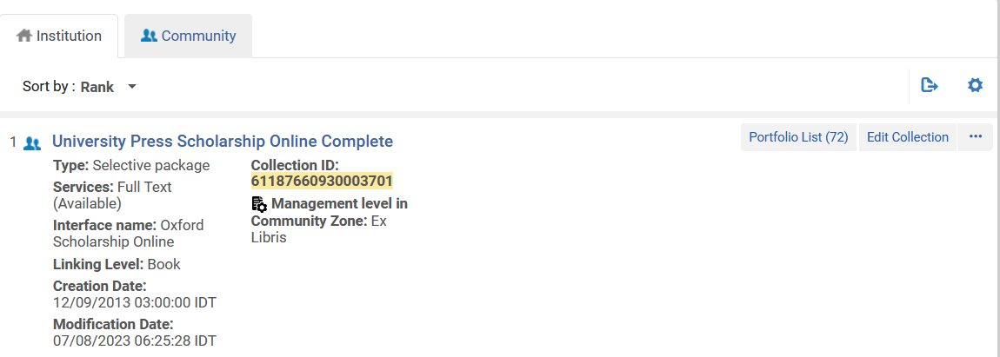 Institution
Community
Sort by : Rank
1
University Press Scholarship Online Complete
Portfolio List (72)
Edit Collection
Type: Selective package
Services: Full Text
(Available)
Interface name: Oxford
Scholarship Online
Linking Level: Book
Creation Date:
12/09/2013 03:00:00 IDT
Modification Date:
07/08/2023 06:25:28 IDT
Collection ID:
61187660930003701
Management level in
Community Zone: Ex
Libris